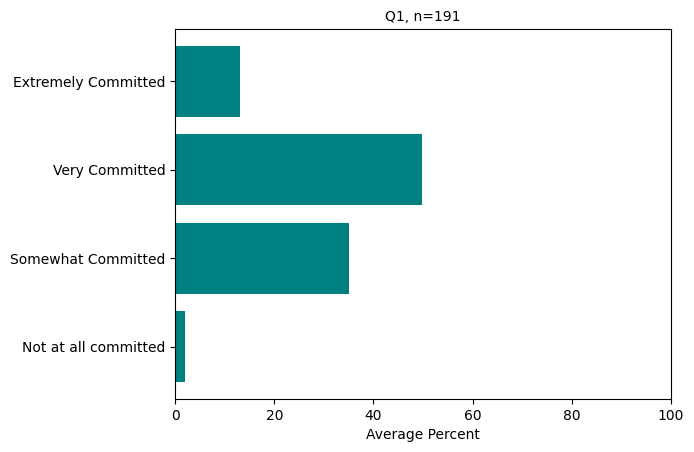 Q1, n=191
Extremely Committed
Very Committed
Somewhat Committed
Not at all committed
0 20 40 60 80 100
Average Percent